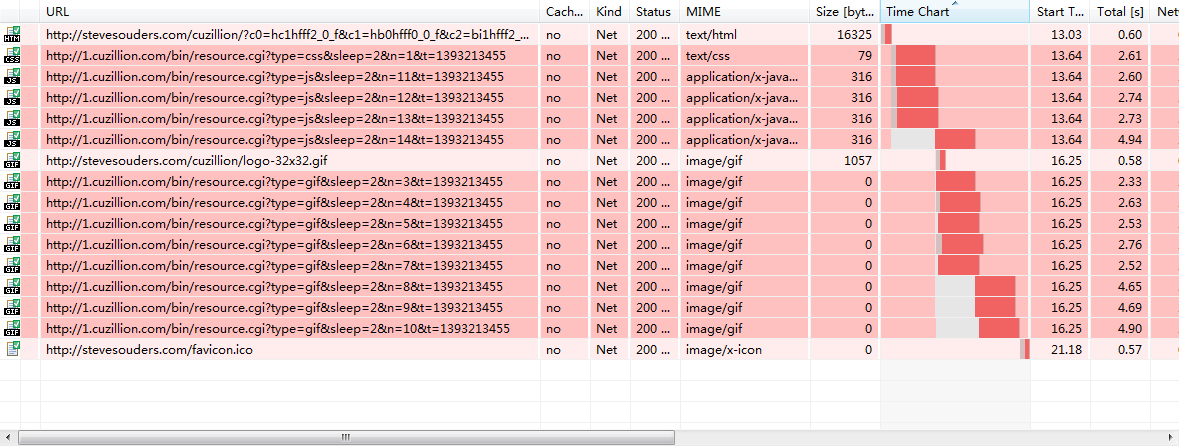 URL Cach... Kind Status MIME Size [byt... Time Chart Start T... Total [s] Net
HTM http://stevesouders.com/cuzillion/?c0=hc1hfff2_0_f&c1=hb0hfff0_0_f&c2=bi1hfff2_... no Net 200 ... text/html 16325 13.03 0.60
CSS http://1.cuzillion.com/bin/resource.cgi?type=css&sleep=2&n=1&t=1393213455 no Net 200 ... text/css 79 13.64 2.61
JS http://1.cuzillion.com/bin/resource.cgi?type=js&sleep=2&n=11&t=1393213455 no Net 200 ... application/x-java... 316 13.64 2.60
JS http://1.cuzillion.com/bin/resource.cgi?type=js&sleep=2&n=12&t=1393213455 no Net 200 ... application/x-java... 316 13.64 2.74
JS http://1.cuzillion.com/bin/resource.cgi?type=js&sleep=2&n=13&t=1393213455 no Net 200 ... application/x-java... 316 13.64 2.73
JS http://1.cuzillion.com/bin/resource.cgi?type=js&sleep=2&n=14&t=1393213455 no Net 200 ... application/x-java... 316 13.64 4.94
GIF http://stevesouders.com/cuzillion/logo-32x32.gif no Net 200 ... image/gif 1057 16.25 0.58
GIF http://1.cuzillion.com/bin/resource.cgi?type=gif&sleep=2&n=3&t=1393213455 no Net 200 ... image/gif 0 16.25 2.33
GIF http://1.cuzillion.com/bin/resource.cgi?type=gif&sleep=2&n=4&t=1393213455 no Net 200 ... image/gif 0 16.25 2.63
GIF http://1.cuzillion.com/bin/resource.cgi?type=gif&sleep=2&n=5&t=1393213455 no Net 200 ... image/gif 0 16.25 2.53
GIF http://1.cuzillion.com/bin/resource.cgi?type=gif&sleep=2&n=6&t=1393213455 no Net 200 ... image/gif 0 16.25 2.76
GIF http://1.cuzillion.com/bin/resource.cgi?type=gif&sleep=2&n=7&t=1393213455 no Net 200 ... image/gif 0 16.25 2.52
GIF http://1.cuzillion.com/bin/resource.cgi?type=gif&sleep=2&n=8&t=1393213455 no Net 200 ... image/gif 0 16.25 4.65
GIF http://1.cuzillion.com/bin/resource.cgi?type=gif&sleep=2&n=9&t=1393213455 no Net 200 ... image/gif 0 16.25 4.69
GIF http://1.cuzillion.com/bin/resource.cgi?type=gif&sleep=2&n=10&t=1393213455 no Net 200 ... image/gif 0 16.25 4.90
http://stevesouders.com/favicon.ico no Net 200 ... image/x-icon 0 21.18 0.57